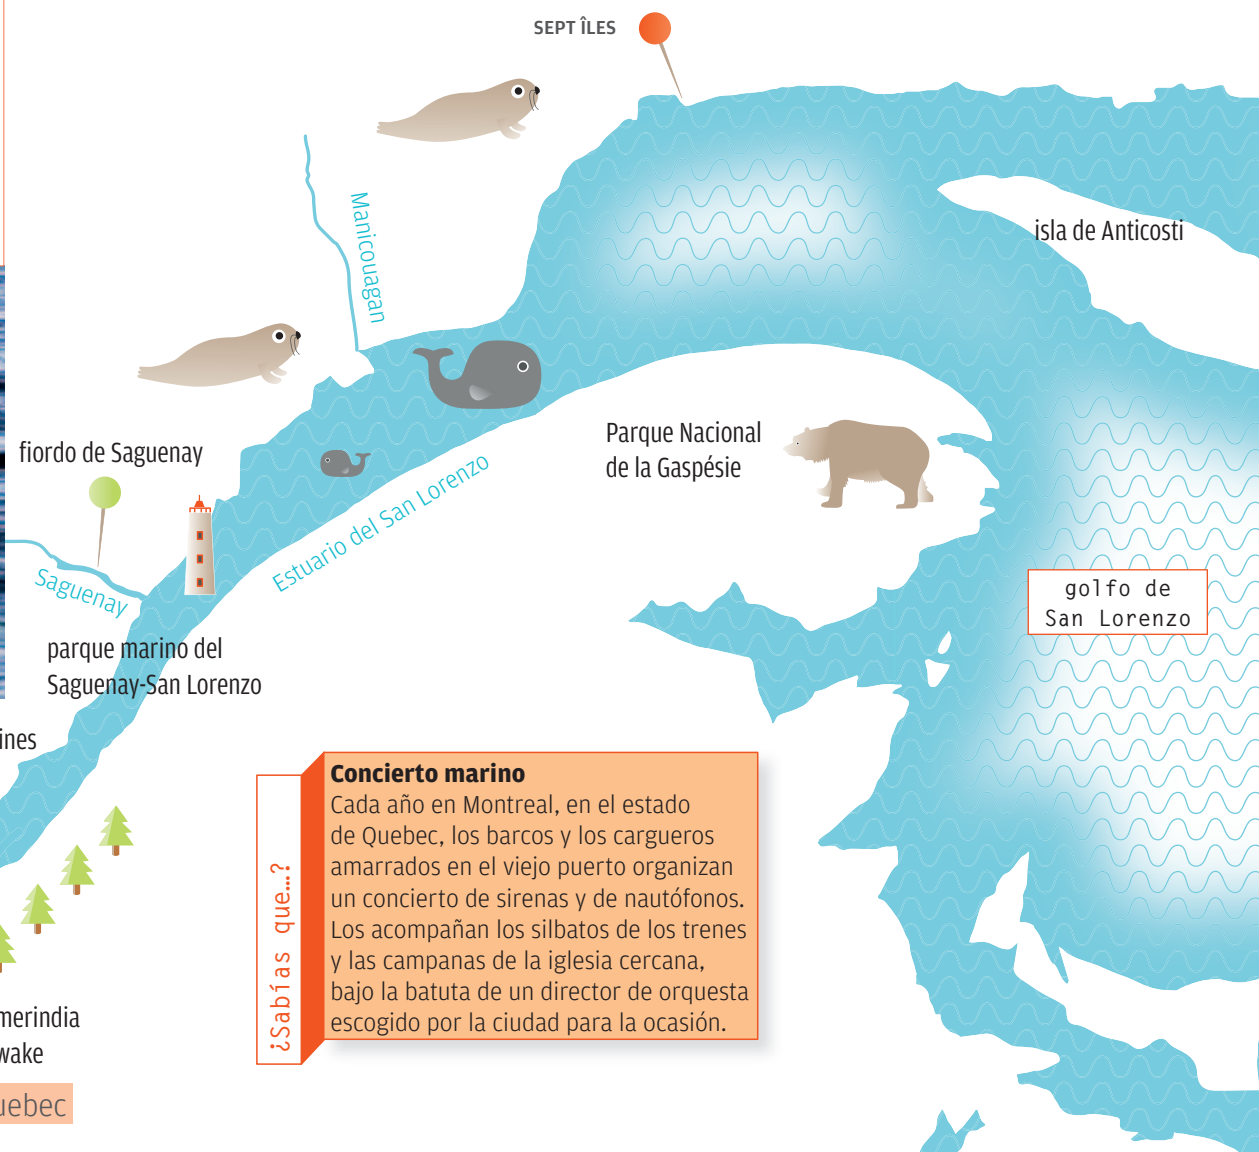 SEPT ÎLES
Manicouagan
isla de Anticosti
fiordo de Saguenay
Parque Nacional
de la Gaspésie
Estuario del San Lorenzo
Saguenay
golfo de
San Lorenzo
parque marino del
Saguenay-San Lorenzo
ines
¿Sabías que...?
Concierto marino
Cada año en Montreal, en el estado
de Quebec, los barcos y los cargueros
amarrados en el viejo puerto organizan
un concierto de sirenas y de nautófonos.
Los acompañan los silbatos de los trenes
y las campanas de la iglesia cercana,
bajo la batuta de un director de orquesta
escogido por la ciudad para la ocasión.
merindia
wake
uebec